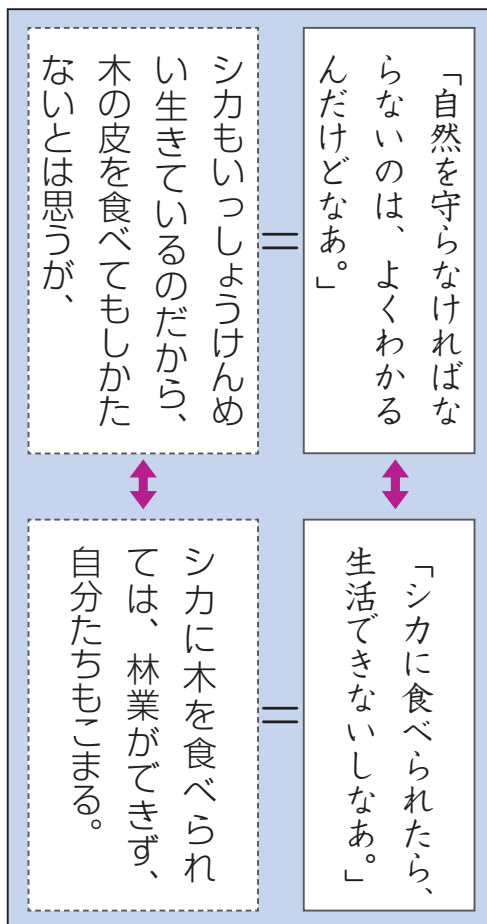 「自然を守らなければな
らないのは、よくわかる
んだけどなあ。」
シカもいっしょうけんめ
い生きているのだから、
木の皮を食べてもしかた
ないとは思うが、
「シカに食べられたら、
生活できないしなあ。」
シカに木を食べられ
ては、林業ができず、
自分たちもこまる。